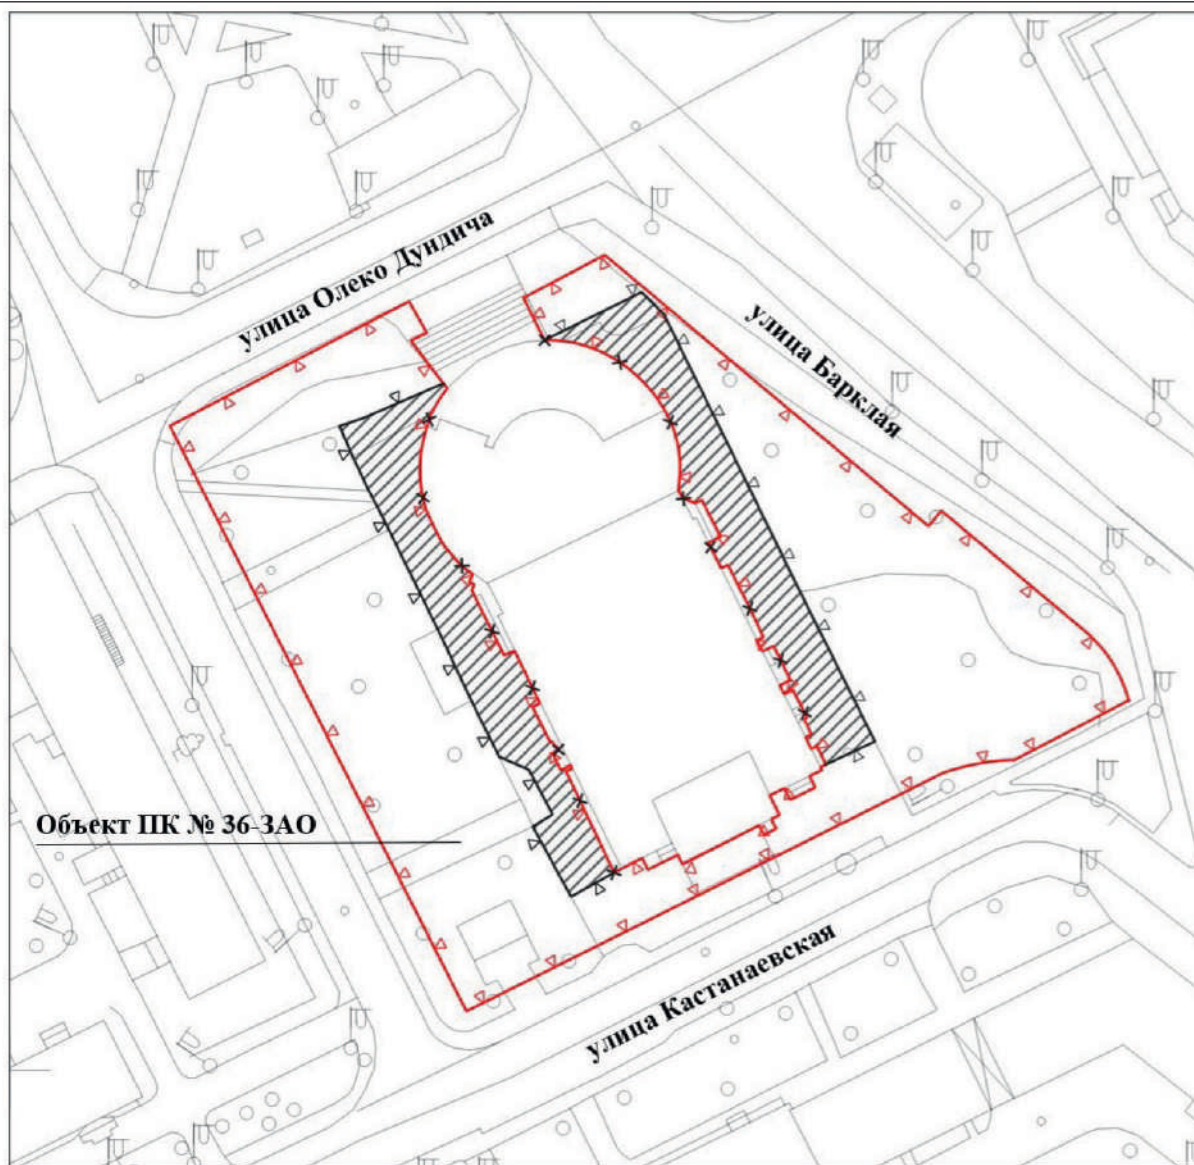 улица Олеко Дундича
улица Барклая
Объект ПК № 36-ЗАО
улица Кастанаевская